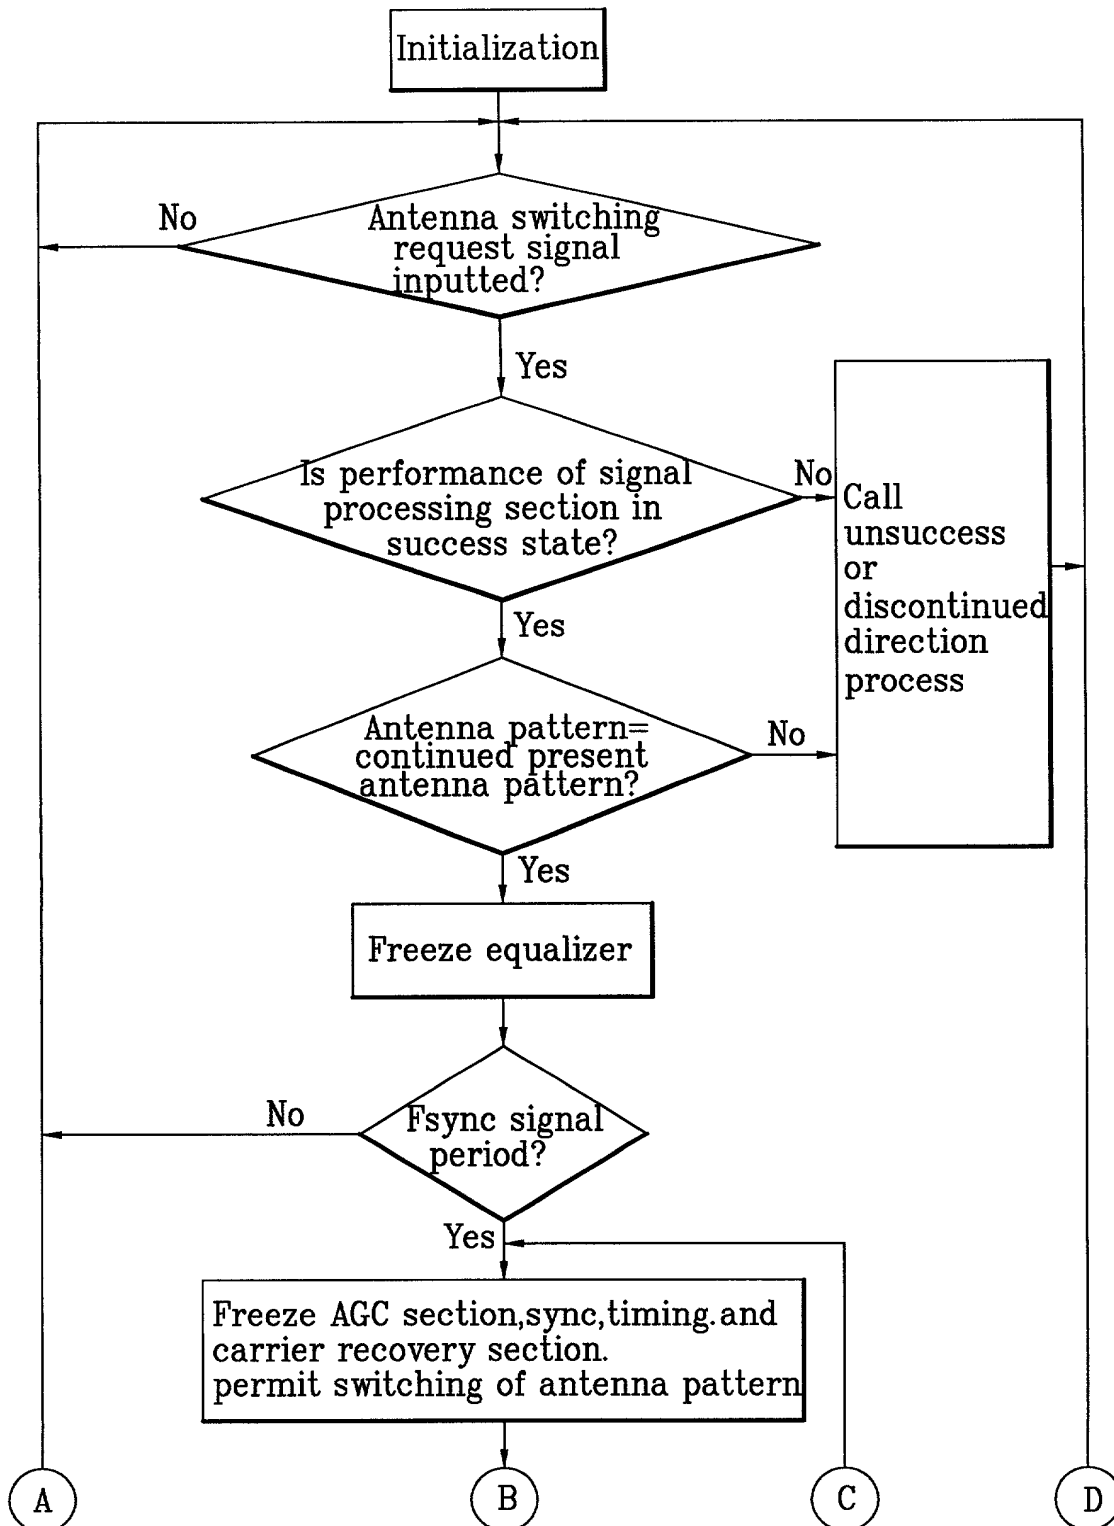 Initialization
No
Antenna switching
request signal
inputted?
Yes
Is performance of signal
processing section in
success state?
No
Call
unsuccess
or
discontinued
direction
process
Yes
Antenna pattern=
continued present
antenna pattern?
No
Yes
Freeze equalizer
No
Fsync signal
period?
Yes
Freeze AGC section,sync,timing.and
carrier recovery section.
permit switching of antenna pattern
A
B
C
D